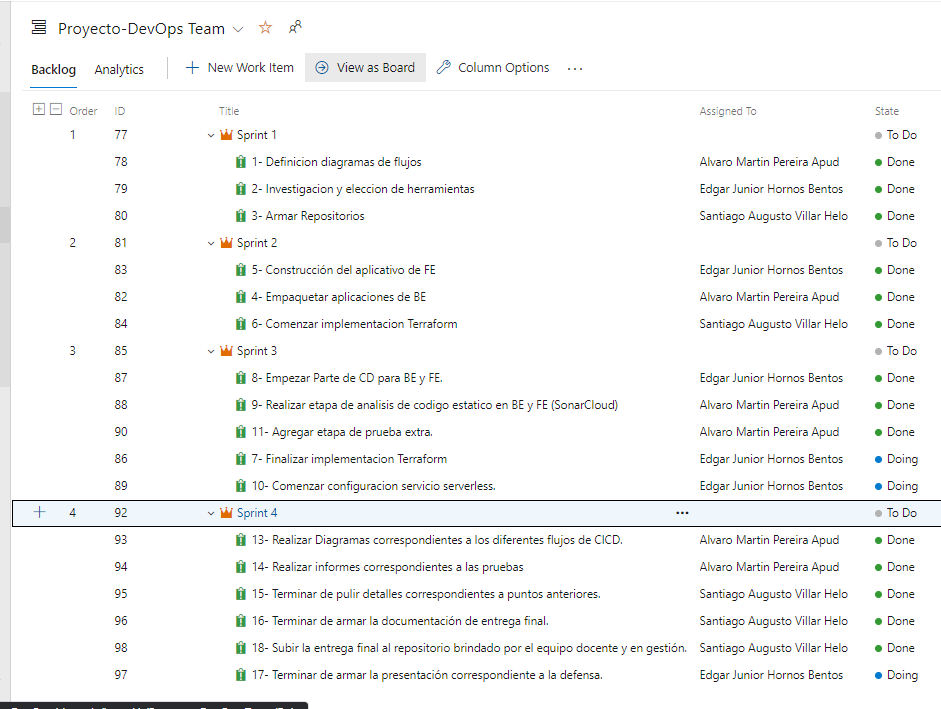 Proyecto-DevOps Team
Backlog Analytics New Work Item View as Board Column Options ...
Order ID Title Assigned To State
1 77 Sprint 1 To Do
78 1- Definicion diagramas de flujos Alvaro Martin Pereira Apud Done
79 2- Investigacion y eleccion de herramientas Edgar Junior Hornos Bentos Done
80 3- Armar Repositorios Santiago Augusto Villar Helo Done
2 81 Sprint 2 To Do
83 5- Construcción del aplicativo de FE Edgar Junior Hornos Bentos Done
82 4- Empaquetar aplicaciones de BE Alvaro Martin Pereira Apud Done
84 6- Comenzar implementacion Terraform Santiago Augusto Villar Helo Done
3 85 Sprint 3 To Do
87 8- Empezar Parte de CD para BE y FE. Edgar Junior Hornos Bentos Done
88 9- Realizar etapa de analisis de codigo estatico en BE y FE (SonarCloud) Alvaro Martin Pereira Apud Done
90 11- Agregar etapa de prueba extra. Alvaro Martin Pereira Apud Done
86 7- Finalizar implementacion Terraform Edgar Junior Hornos Bentos Doing
89 10- Comenzar configuracion servicio serverless. Edgar Junior Hornos Bentos Doing
4 92 Sprint 4 ... To Do
93 13- Realizar Diagramas correspondientes a los diferentes flujos de CICD. Alvaro Martin Pereira Apud Done
94 14- Realizar informes correspondientes a las pruebas Alvaro Martin Pereira Apud Done
95 15- Terminar de pulir detalles correspondientes a puntos anteriores. Santiago Augusto Villar Helo Done
96 16- Terminar de armar la documentación de entrega final. Santiago Augusto Villar Helo Done
98 18- Subir la entrega final al repositorio brindado por el equipo docente y en gestión. Santiago Augusto Villar Helo Done
97 17- Terminar de armar la presentación correspondiente a la defensa. Edgar Junior Hornos Bentos Doing